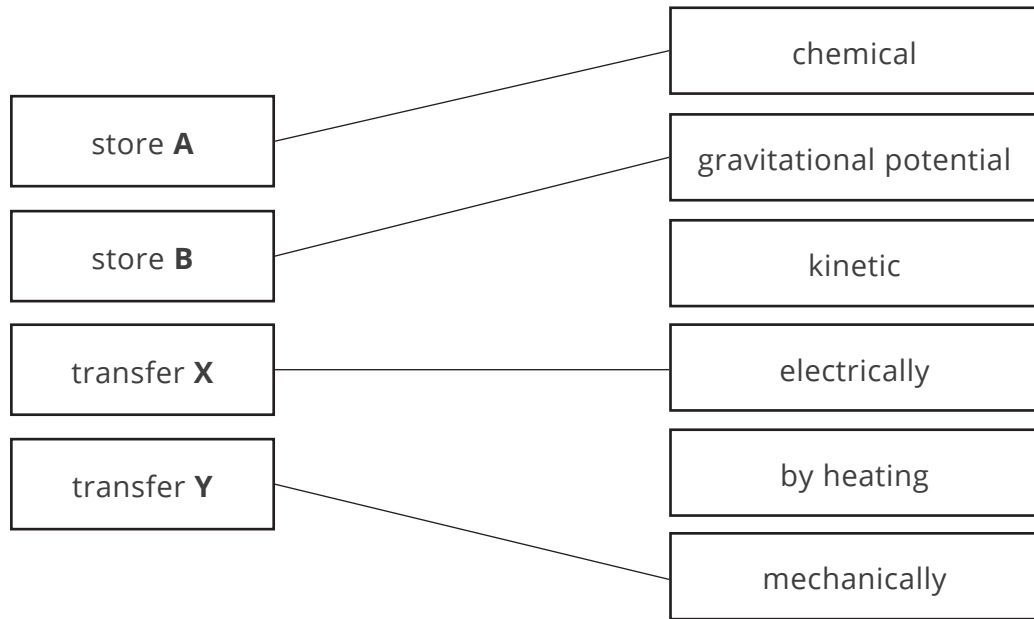 store A
store B
transfer X
transfer Y
chemical
gravitational potential
kinetic
electrically
by heating
mechanically